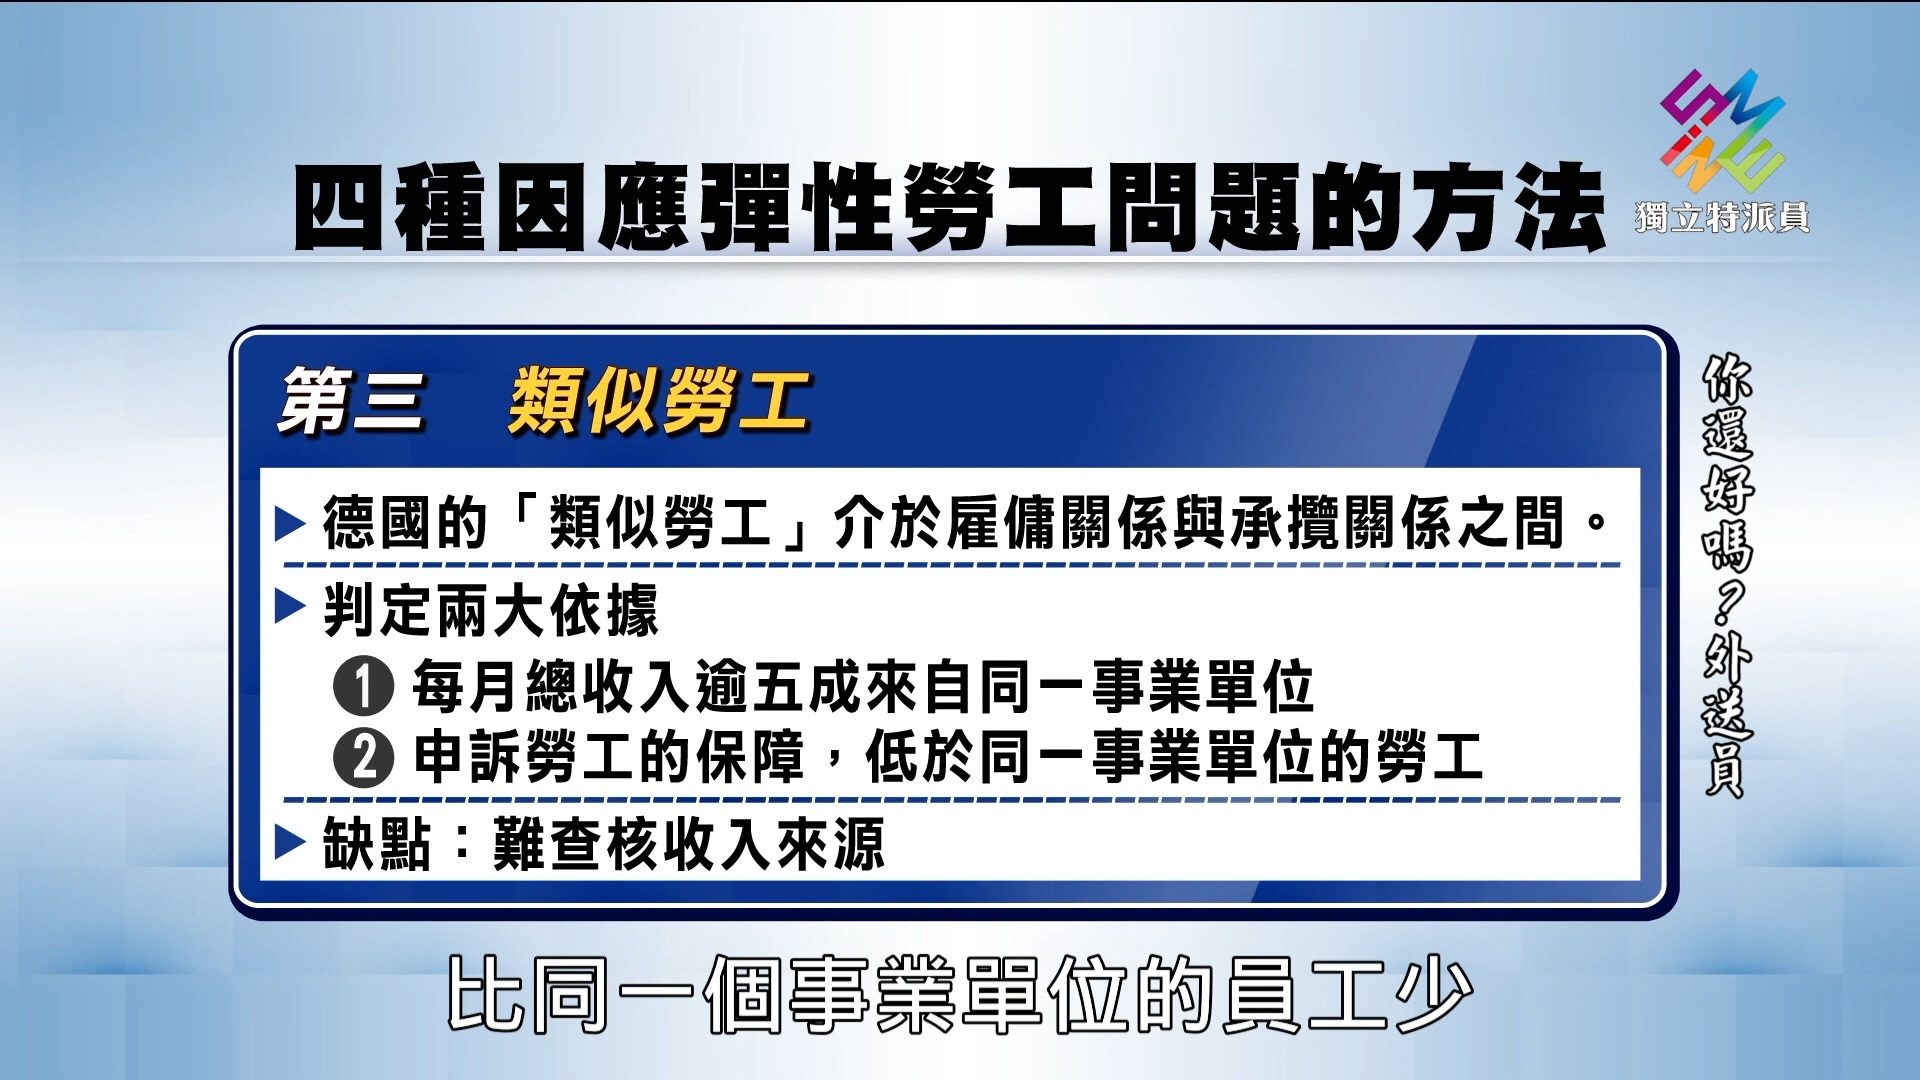 四種因應彈性勞工問題的方法
SMINE
獨立特派員
第三 類似勞工
德國的「類似勞工」介於雇傭關係與承攬關係之間。
判定兩大依據
1 每月總收入逾五成來自同一事業單位
2 申訴勞工的保障，低於同一事業單位的勞工
缺點：難查核收入來源
你還好嗎？外送員
比同一個事業單位的員工少